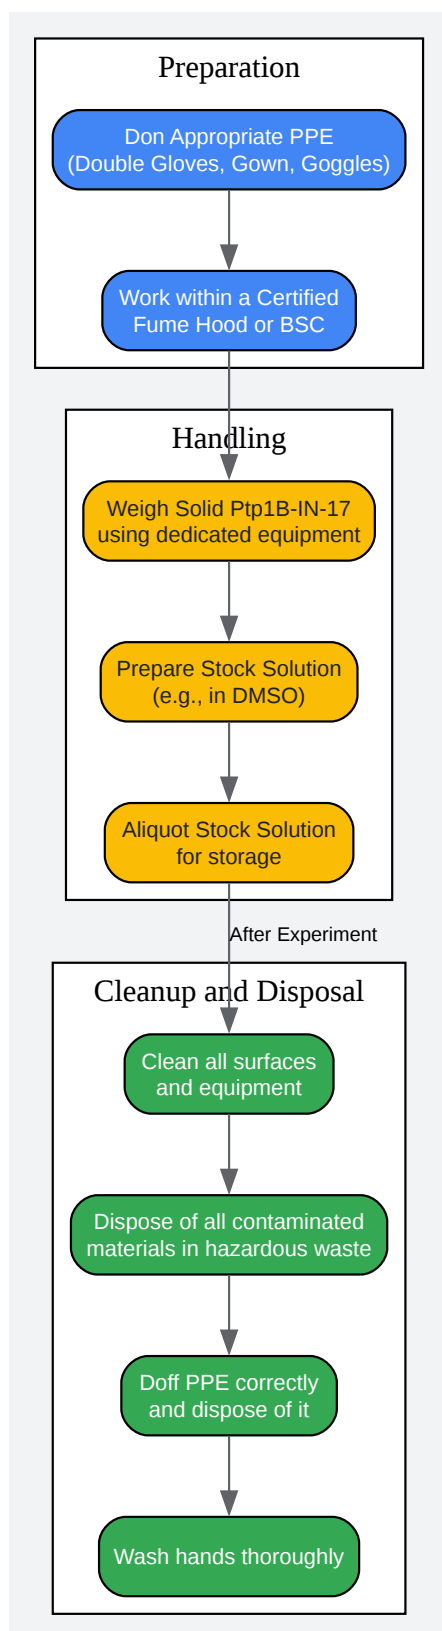 Preparation
Don Appropriate PPE
(Double Gloves, Gown, Goggles)
Work within a Certified
Fume Hood or BSC
Handling
Weigh Solid Ptp1B-IN-17
using dedicated equipment
Prepare Stock Solution
(e.g., in DMSO)
Aliquot Stock Solution
for storage
After Experiment
Cleanup and Disposal
Clean all surfaces
and equipment
Dispose of all contaminated
materials in hazardous waste
Doff PPE correctly
and dispose of it
Wash hands thoroughly